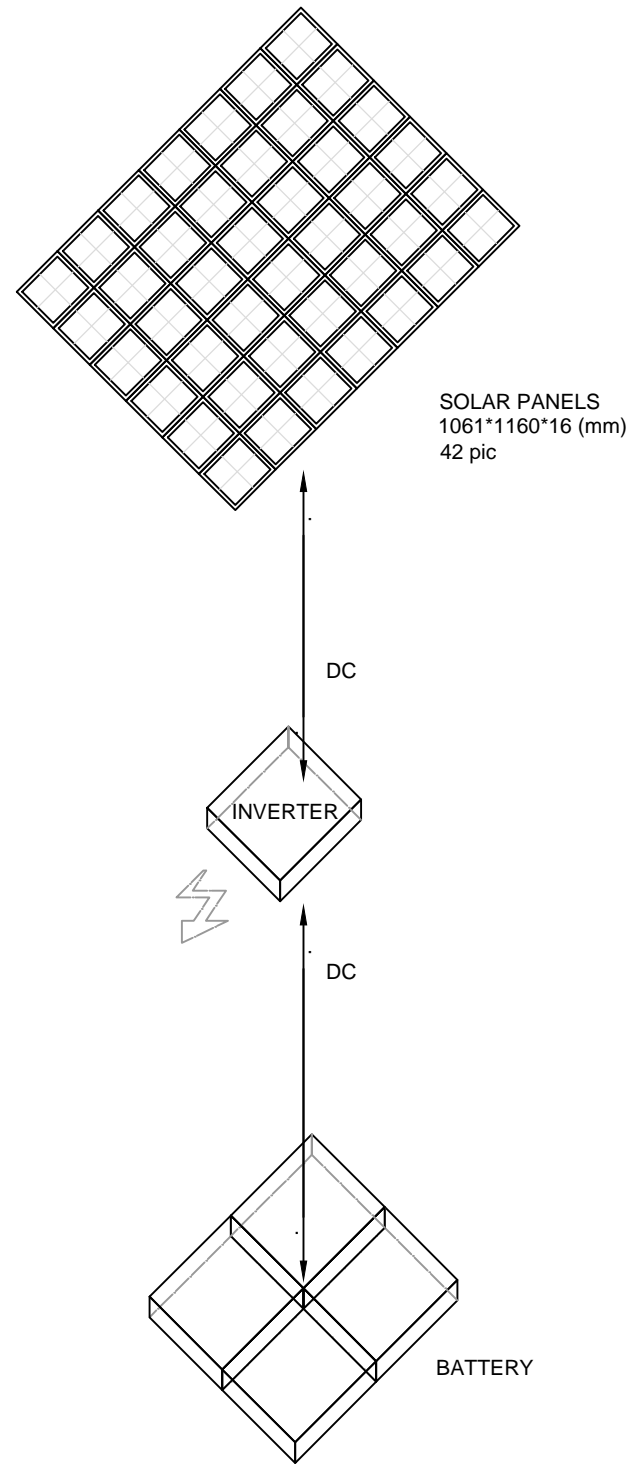 SOLAR PANELS
1061*1160*16 (mm)
42 pic
DC
INVERTER
DC
BATTERY